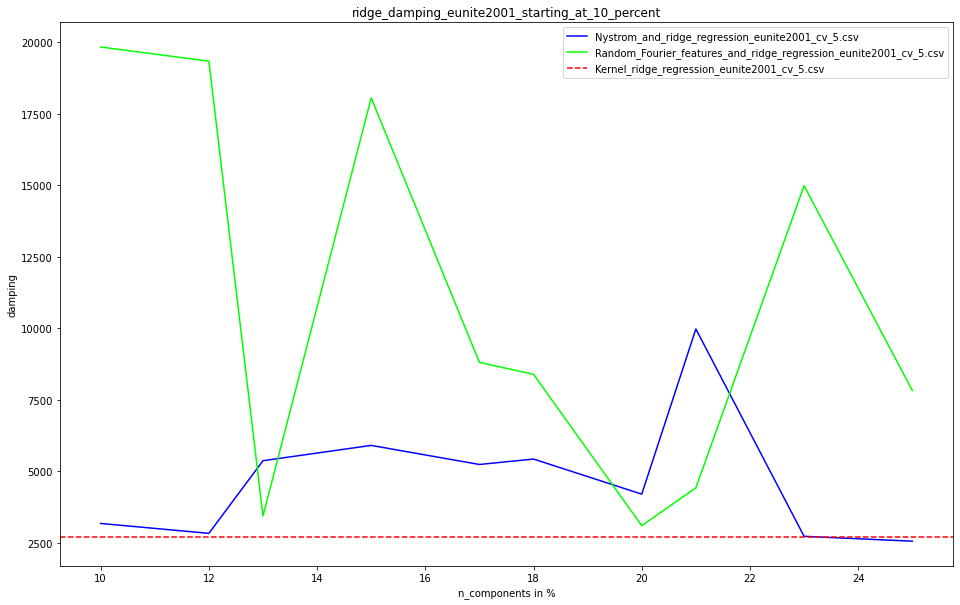 ridge_damping_eunite2001_starting_at_10_percent
Nystrom_and_ridge_regression_eunite2001_cv_5.csv
Random_Fourier_features_and_ridge_regression_eunite2001_cv_5.csv
Kernel_ridge_regression_eunite2001_cv_5.csv
20000
17500
15000
12500
10000
7500
5000
2500
damping
10 12 14 16 18 20 22 24
n_components in %